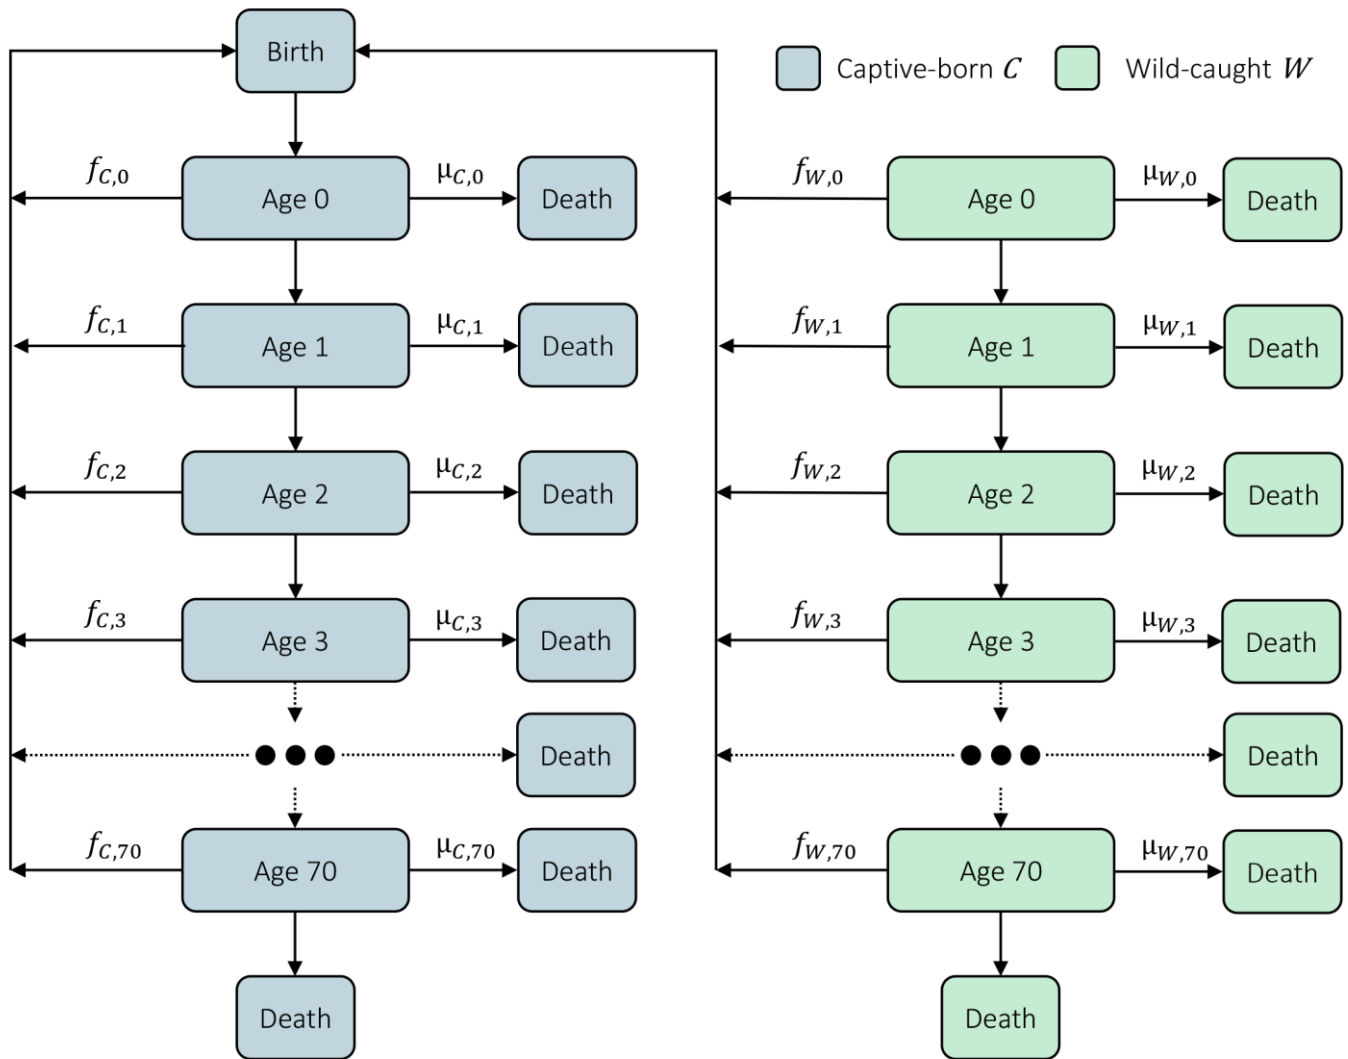 Birth
Captive-born C
Wild-caught W
f_{C,0}
Age 0
μ_{C,0}
Death
f_{W,0}
Age 0
μ_{W,0}
Death
f_{C,1}
Age 1
μ_{C,1}
Death
f_{W,1}
Age 1
μ_{W,1}
Death
f_{C,2}
Age 2
μ_{C,2}
Death
f_{W,2}
Age 2
μ_{W,2}
Death
f_{C,3}
Age 3
μ_{C,3}
Death
f_{W,3}
Age 3
μ_{W,3}
Death
Death
Death
f_{C,70}
Age 70
μ_{C,70}
Death
f_{W,70}
Age 70
μ_{W,70}
Death
Death
Death